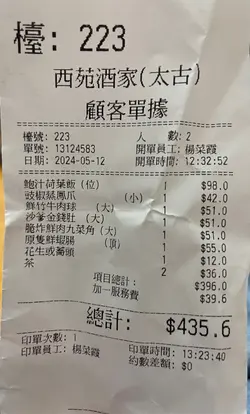 檯: 223
西苑酒家(太古)
顧客單據
檯號: 223 人 數: 2
單號: 13124583 開單員工: 楊菜霞
日期: 2024-05-12 開單時間: 12:32:52
鮑汁荷葉飯(位) 1 $98.0
豉椒蒸鳳爪 (小) 1 $42.0
鮮竹牛肉球 (大) 1 $51.0
沙爹金錢肚 (大) 1 $51.0
脆炸鮮肉九菜角(大) 1 $51.0
原隻鮮蝦腸 (頂) 1 $55.0
花生或蕎頭 1 $12.0
茶 2 $36.0
項目總計: $396.0
加一服務費 $39.6
總計: $435.6
印單次數: 1 印單時間: 13:23:40
印單員工: 楊菜霞 約數差額: $0